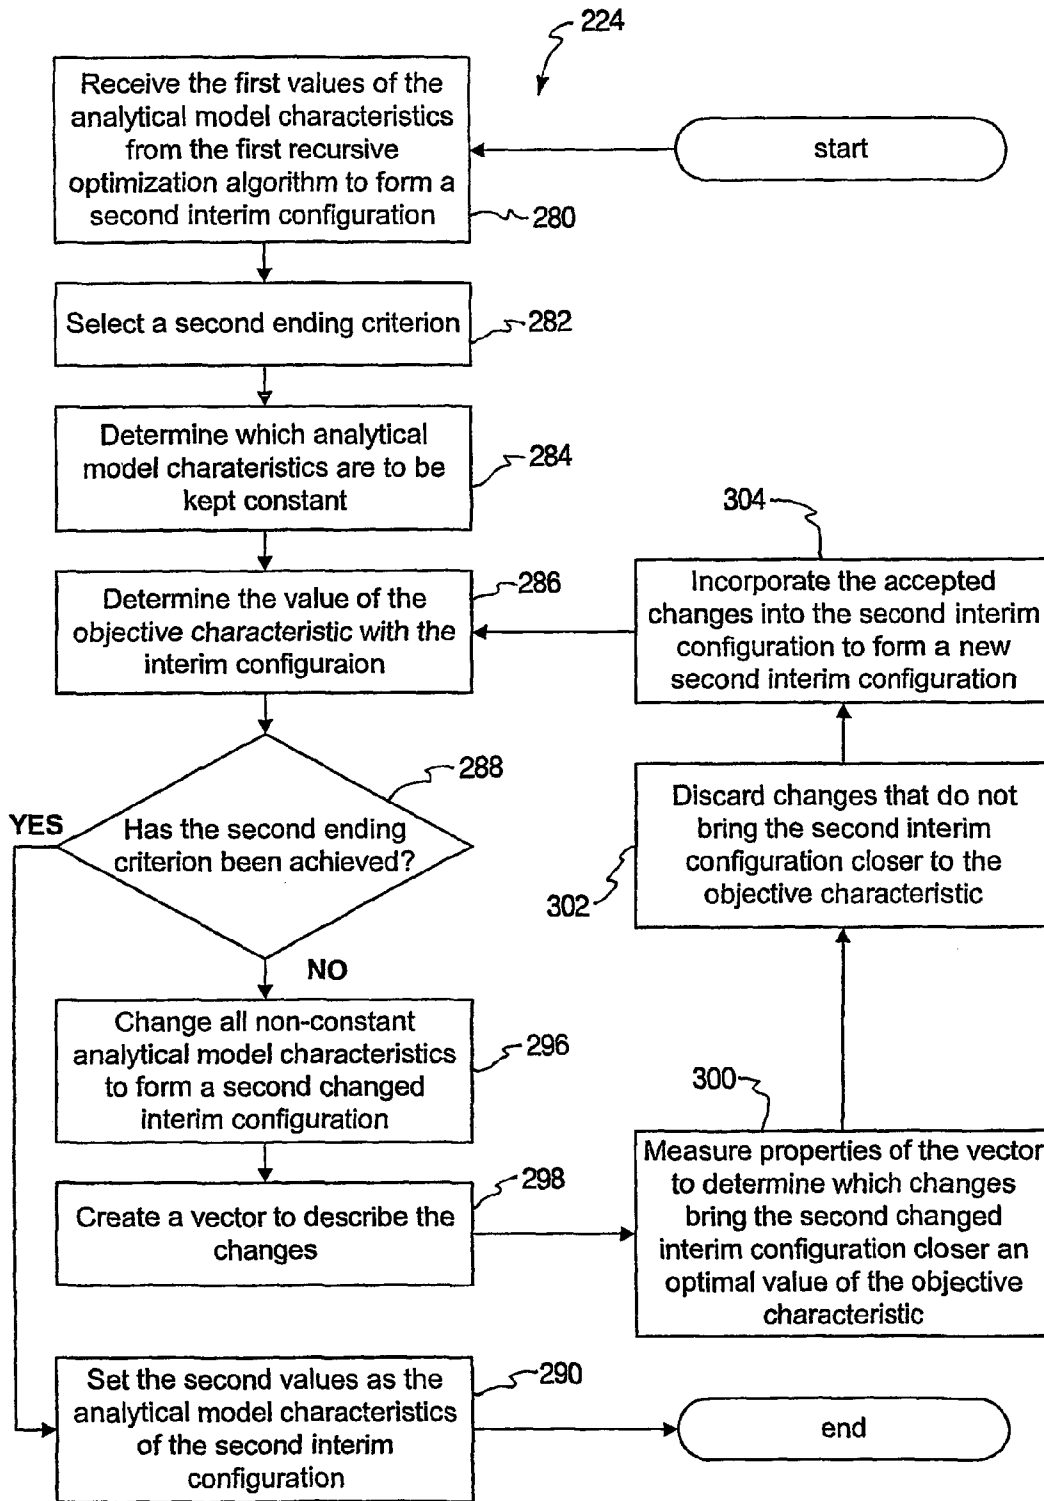 224
Receive the first values of the
analytical model characteristics
from the first recursive
optimization algorithm to form a
second interim configuration
280
start
Select a second ending criterion
282
Determine which analytical
model charateristics are to be
kept constant
284
Determine the value of the
objective characteristic with the
interim configuraion
286
304
Incorporate the accepted
changes into the second interim
configuration to form a new
second interim configuration
288
YES
Has the second ending
criterion been achieved?
NO
Discard changes that do not
bring the second interim
configuration closer to the
objective characteristic
302
Change all non-constant
analytical model characteristics
to form a second changed
interim configuration
296
Create a vector to describe the
changes
298
300
Measure properties of the vector
to determine which changes
bring the second changed
interim configuration closer an
optimal value of the objective
characteristic
Set the second values as the
analytical model characteristics
of the second interim
configuration
290
end